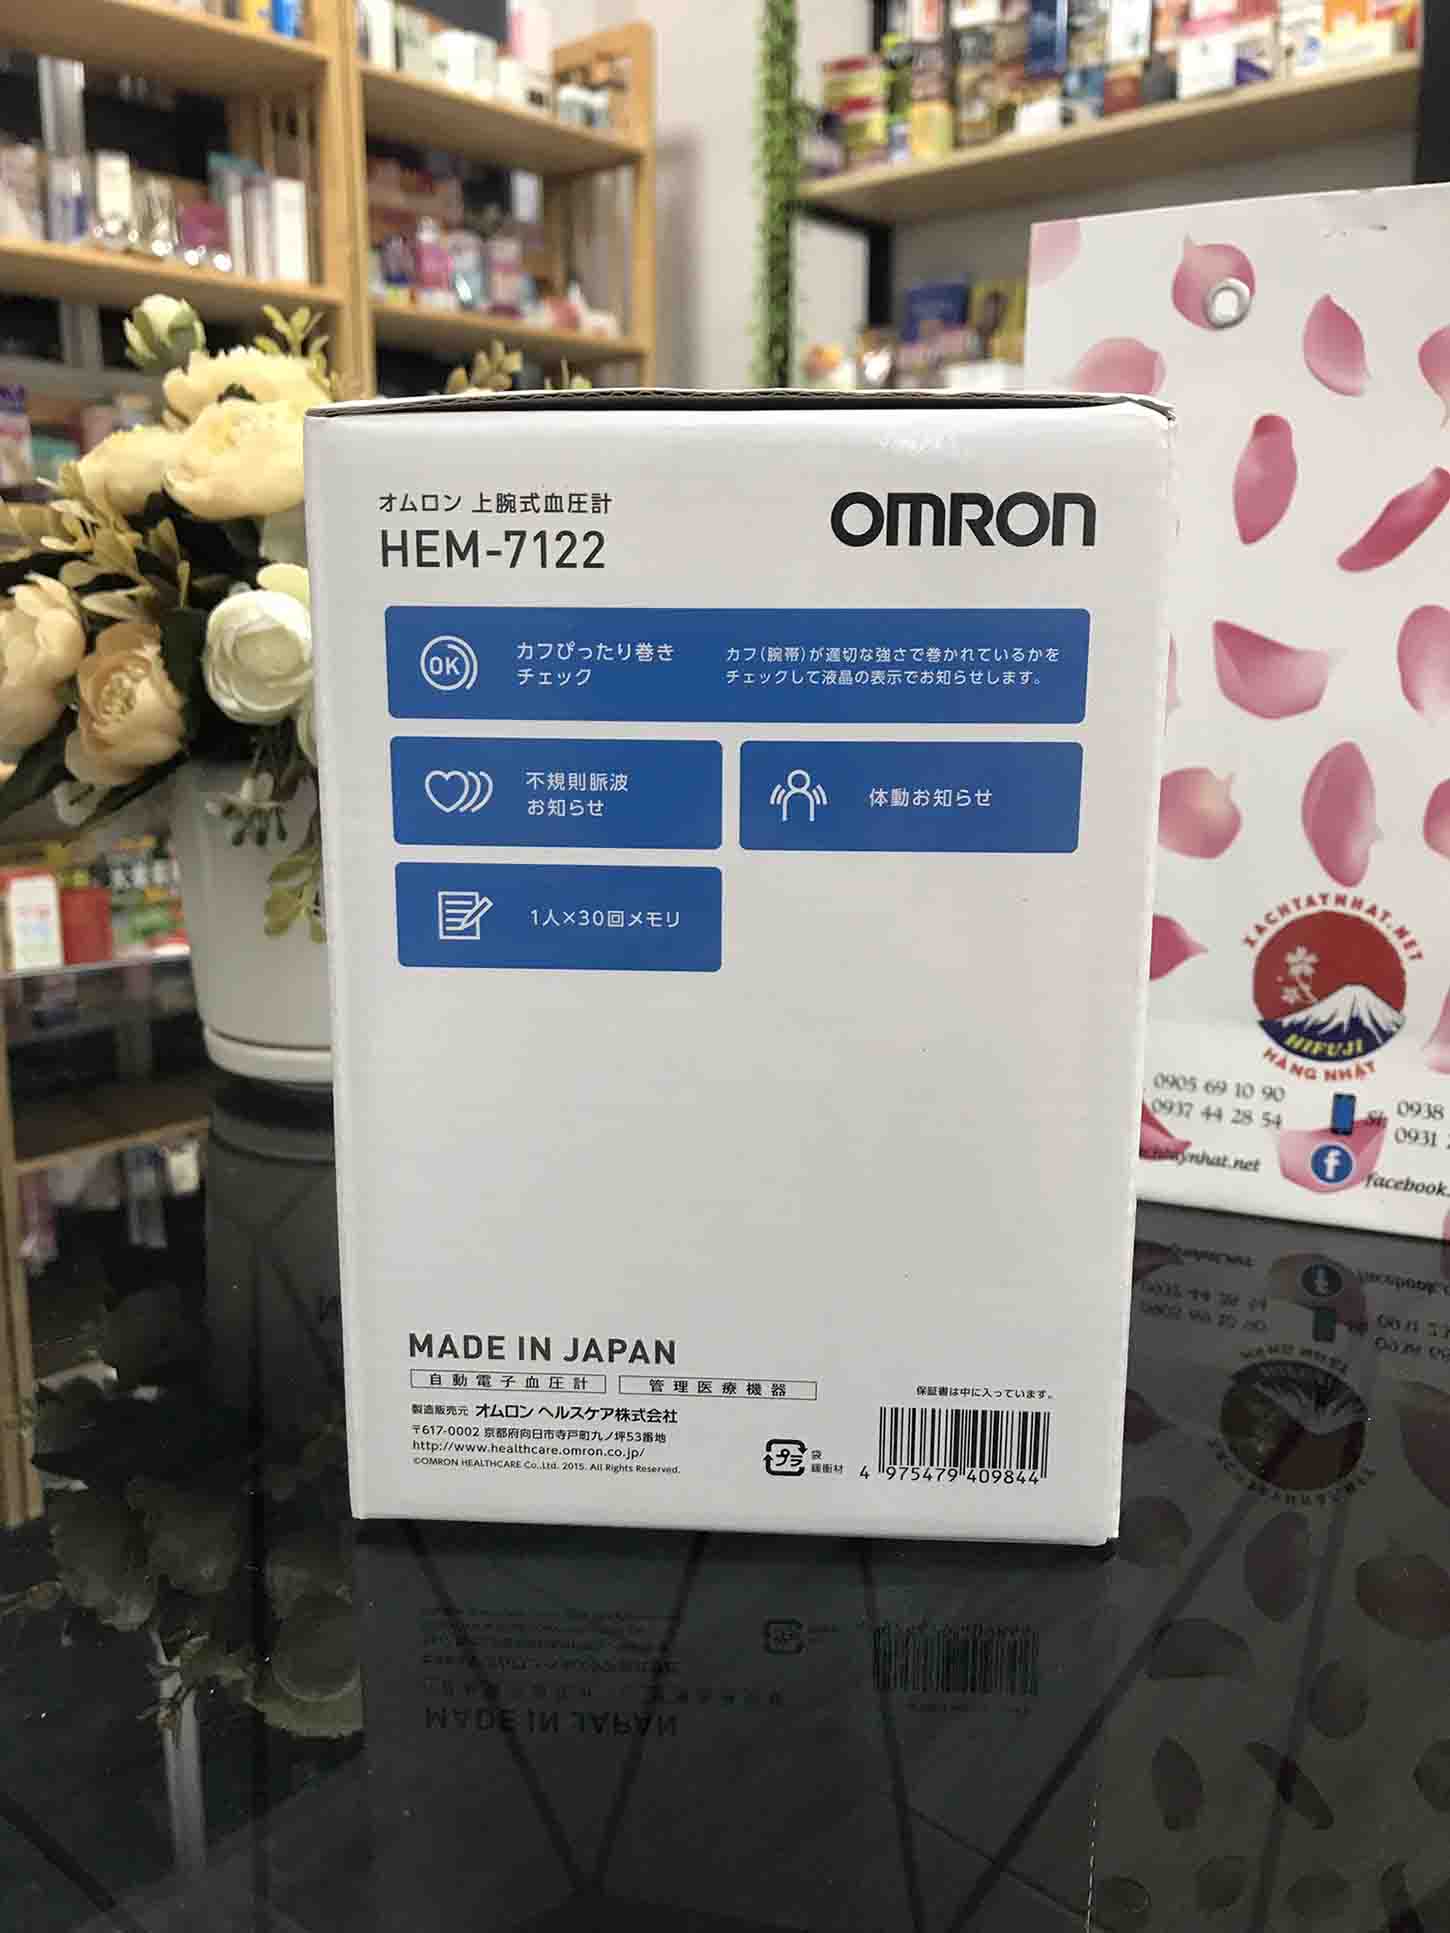 オムロン 上腕式血圧計
HEM-7122
OMRON
OK
カフぴったり巻き
チェック
カフ(腕帯)が適切な強さで巻かれているかを
チェックして液晶の表示でお知らせします。
不規則脈波
お知らせ
体動お知らせ
1人×30回メモリ
MADE IN JAPAN
自動電子血圧計
管理医療機器
製造販売元 オムロン ヘルスケア株式会社
〒617-0002 京都府向日市寺戸町九ノ坪53番地
http://www.healthcare.omron.co.jp/
©OMRON HEALTHCARE Co.,Ltd. 2015. All Rights Reserved.
プラ
袋
緩衝材
保証書は中に入っています。
4 975479 409844
XACHTAYNHAT.NET
HIFUJI
HÀNG NHẬT
0905 69 10 90
0937 44 28 54
Sỉ:
0938
0931
f
facebook.